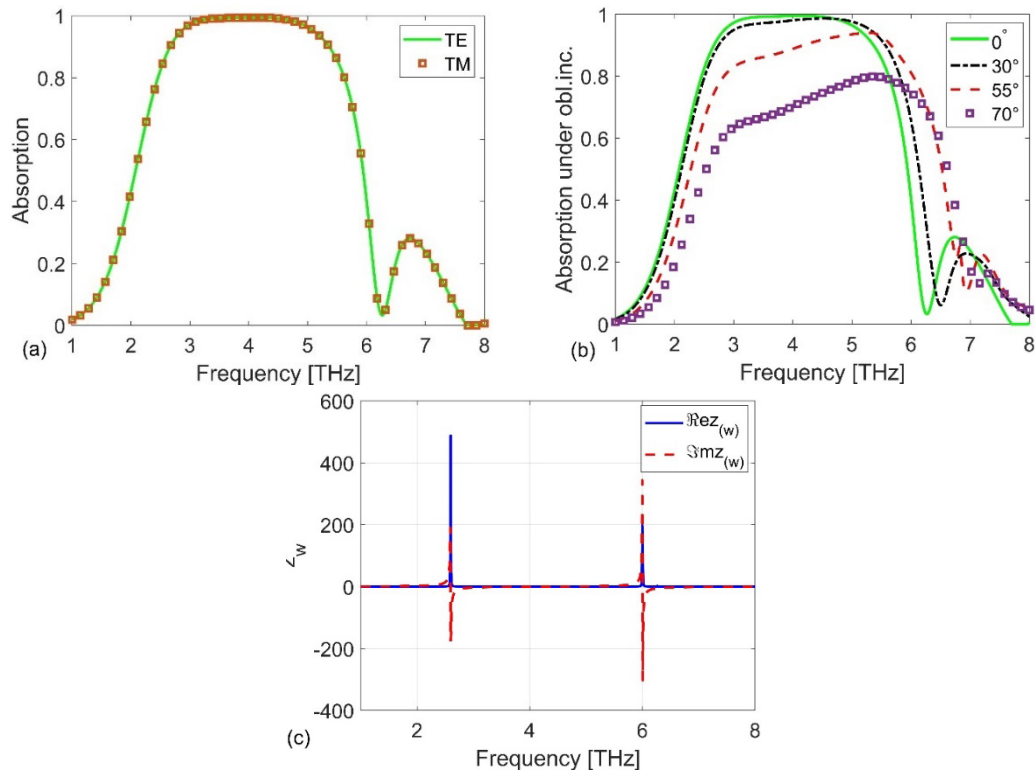 1
0.8
0.6
0.4
0.2
0
Absorption
TE
TM
1 2 3 4 5 6 7 8
Frequency [THz]
(a)
1
0.8
0.6
0.4
0.2
0
Absorption under obl.inc.
0°
30°
55°
70°
1 2 3 4 5 6 7 8
Frequency [THz]
(b)
600
400
200
0
-200
-400
ℜez(w)
ℑmz(w)
2 4 6 8
Frequency [THz]
(c)